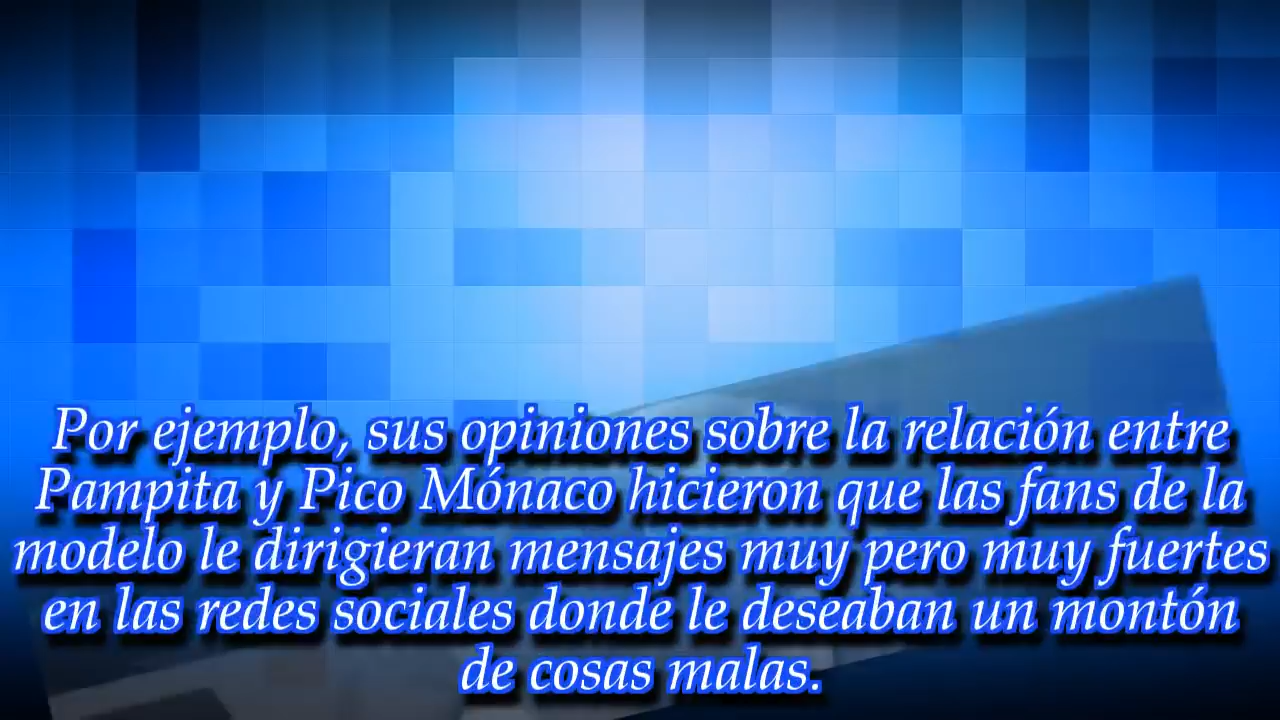 Por ejemplo, sus opiniones sobre la relación entre
Pampita y Pico Mónaco hicieron que las fans de la
modelo le dirigieran mensajes muy pero muy fuertes
en las redes sociales donde le deseaban un montón
de cosas malas.